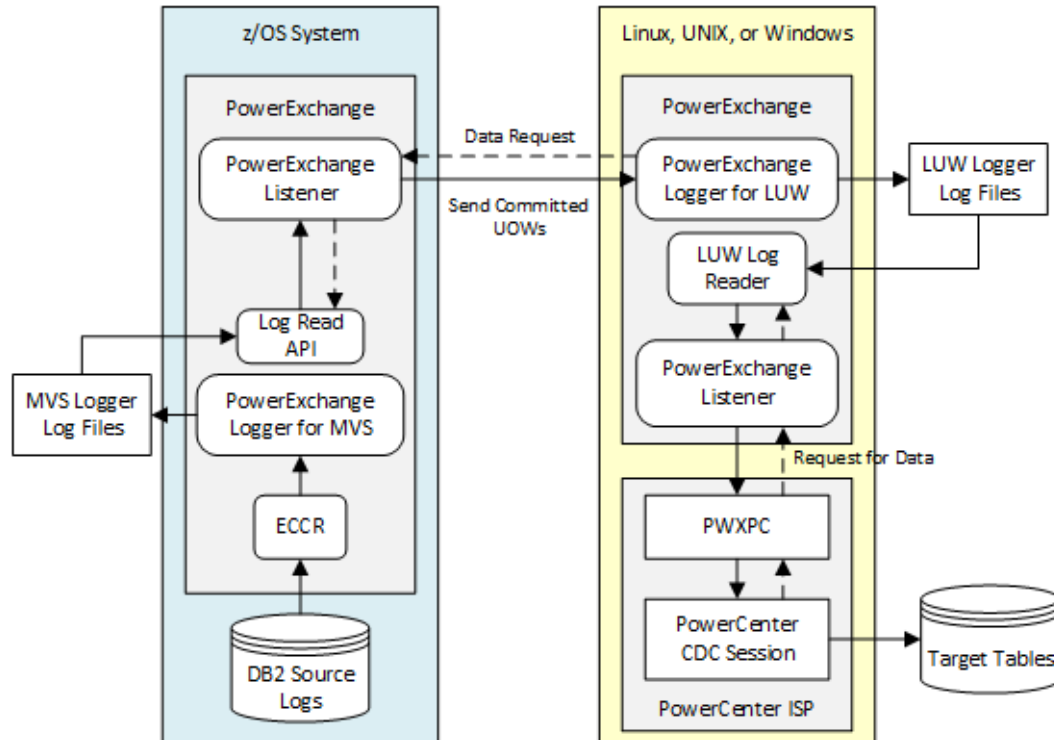 z/OS System
PowerExchange
PowerExchange
Listener
Log Read
API
MVS Logger
Log Files
PowerExchange
Logger for MVS
ECCR
DB2 Source
Logs
Data Request
Send Committed
UOWs
Linux, UNIX, or Windows
PowerExchange
PowerExchange
Logger for LUW
LUW Logger
Log Files
LUW Log
Reader
PowerExchange
Listener
Request for Data
PWXPC
PowerCenter
CDC Session
Target Tables
PowerCenter ISP